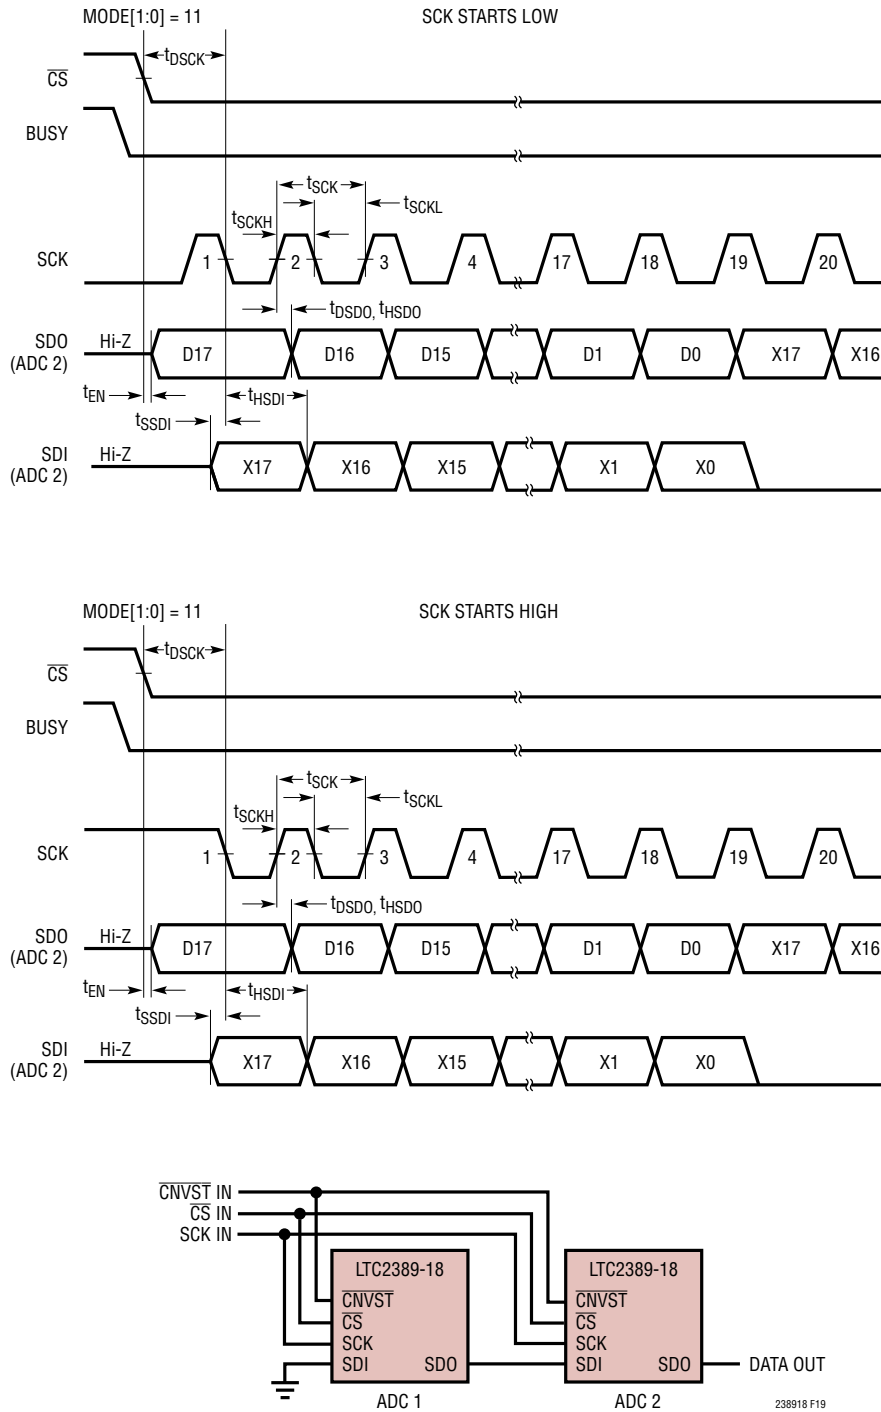 MODE[1:0] = 11 SCK STARTS LOW
tDSCK
CS
BUSY
tSCK
tSCKL
tSCKH
SCK 1 2 3 4 17 18 19 20
tDSDO, tHSDO
SDO (ADC 2) Hi-Z D17 D16 D15 D1 D0 X17 X16
tEN tHSDI
tSSDI
SDI (ADC 2) Hi-Z X17 X16 X15 X1 X0
MODE[1:0] = 11 SCK STARTS HIGH
tDSCK
CS
BUSY
tSCK
tSCKL
tSCKH
SCK 1 2 3 4 17 18 19 20
tDSDO, tHSDO
SDO (ADC 2) Hi-Z D17 D16 D15 D1 D0 X17 X16
tEN tHSDI
tSSDI
SDI (ADC 2) Hi-Z X17 X16 X15 X1 X0
CNVST IN
CS IN
SCK IN
LTC2389-18 LTC2389-18
CNVST CNVST
CS CS
SCK SCK
SDI SDO SDI SDO DATA OUT
ADC 1 ADC 2
238918 F19